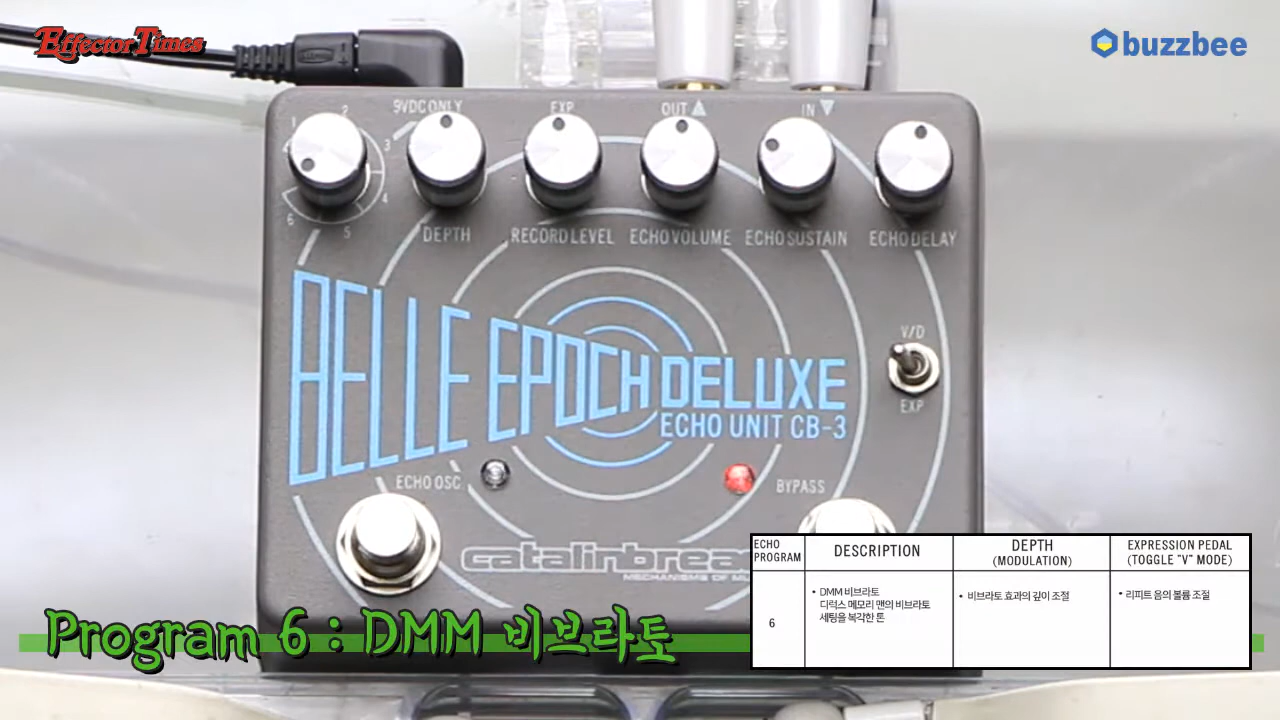 Effector Times
buzzbee
9VDC ONLY
EXP
OUT
IN
1
2
3
4
5
6
DEPTH
RECORD LEVEL
ECHO VOLUME
ECHO SUSTAIN
ECHO DELAY
V/D
EXP
BELLE EPOCH DELUXE
ECHO UNIT CB-3
ECHO OSC
BYPASS
catalinbrea
MECHANISMS OF MU
ECHO PROGRAM
DESCRIPTION
DEPTH
(MODULATION)
EXPRESSION PEDAL
(TOGGLE "V" MODE)
6
• DMM 비브라토
디럭스 메모리 맨의 비브라토
세팅을 복각한 톤
• 비브라토 효과의 깊이 조절
• 리피트 음의 볼륨 조절
Program 6 : DMM 비브라토